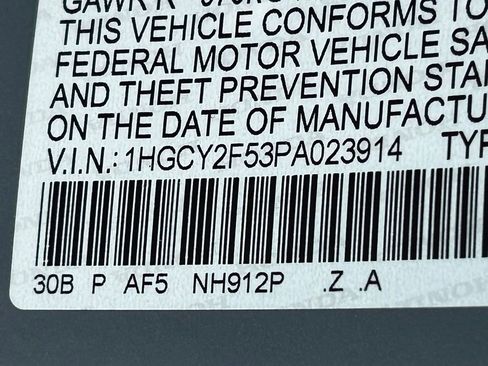 THIS VEHICLE CONFORMS TO
FEDERAL MOTOR VEHICLE SA
AND THEFT PREVENTION STA
ON THE DATE OF MANUFACTU
V.I.N.: 1HGCY2F53PA023914 TYP
30B P AF5 NH912P .Z .A